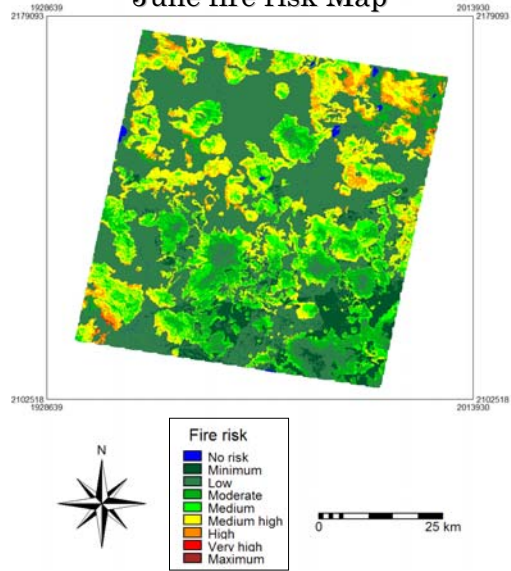 June fire risk Map
1928639 2013930
2179093 2179093
2102518 2102518
1928639 2013930
N
Fire risk
No risk
Minimum
Low
Moderate
Medium
Medium high
High
Very high
Maximum
0 25 km